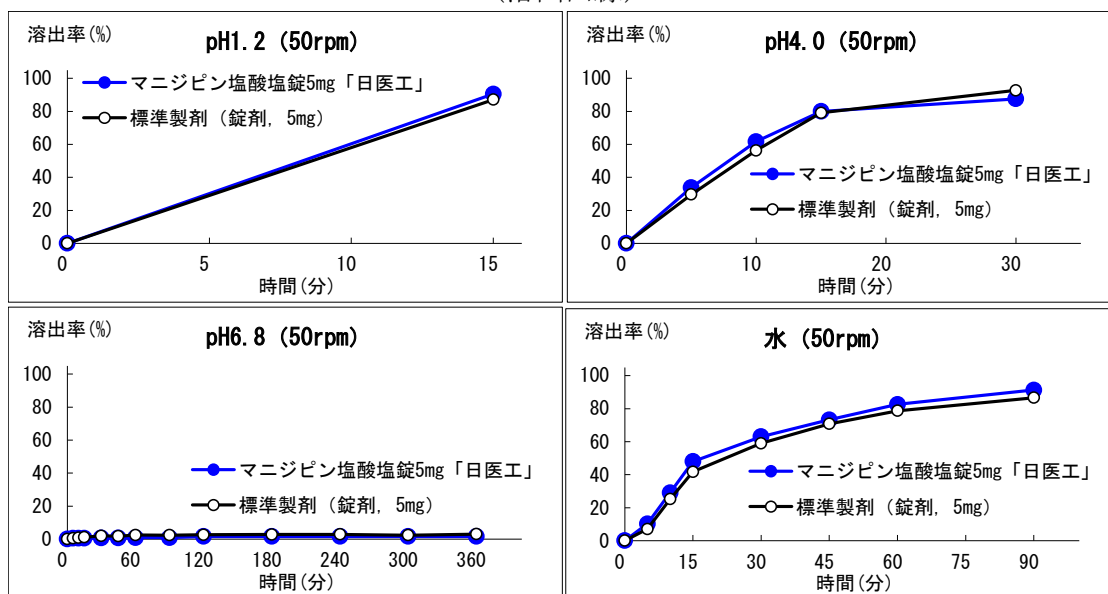 溶出率(%)
pH1.2 (50rpm)
100
80
60
40
20
0
マニジピン塩酸塩錠5mg「日医工」
標準製剤（錠剤, 5mg）
0 5 10 15
時間(分)
溶出率(%)
pH4.0 (50rpm)
100
80
60
40
20
0
マニジピン塩酸塩錠5mg「日医工」
標準製剤（錠剤, 5mg）
0 10 20 30
時間(分)
溶出率(%)
pH6.8 (50rpm)
100
80
60
40
20
0
マニジピン塩酸塩錠5mg「日医工」
標準製剤（錠剤, 5mg）
0 60 120 180 240 300 360
時間(分)
溶出率(%)
水 (50rpm)
100
80
60
40
20
0
マニジピン塩酸塩錠5mg「日医工」
標準製剤（錠剤, 5mg）
0 15 30 45 60 75 90
時間(分)